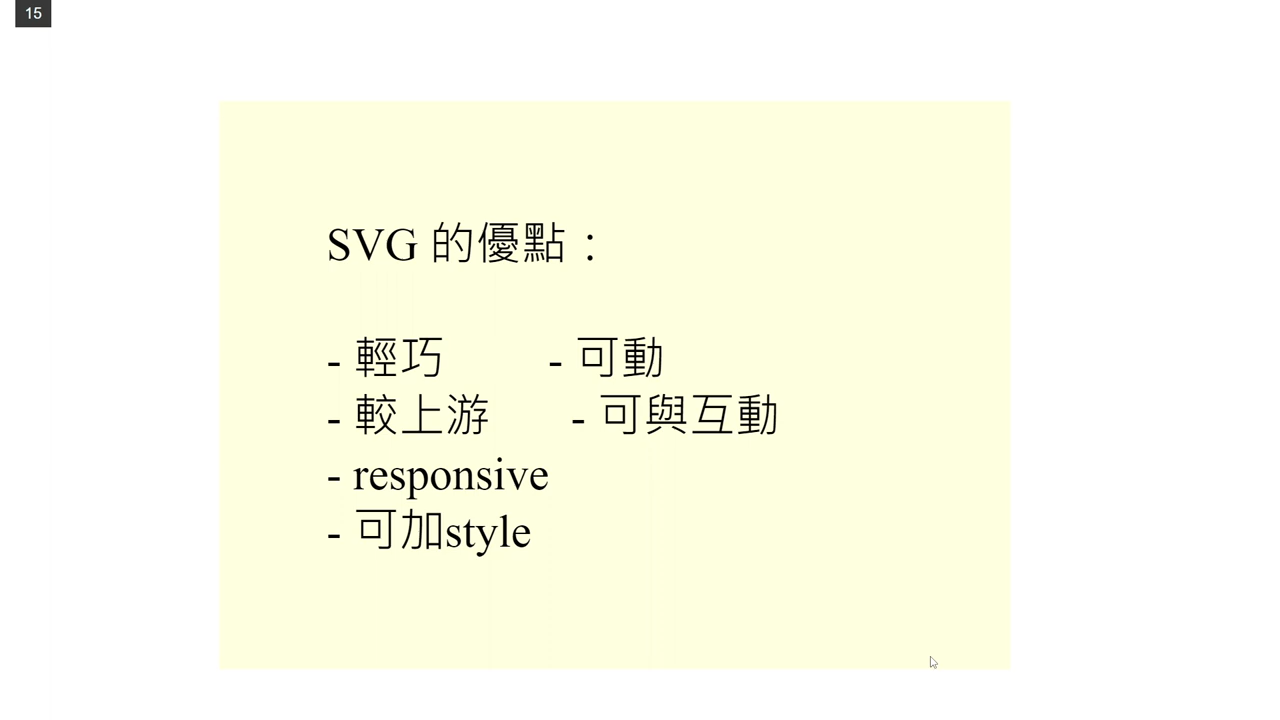 15
SVG 的優點：
- 輕巧 - 可動
- 較上游 - 可與互動
- responsive
- 可加style